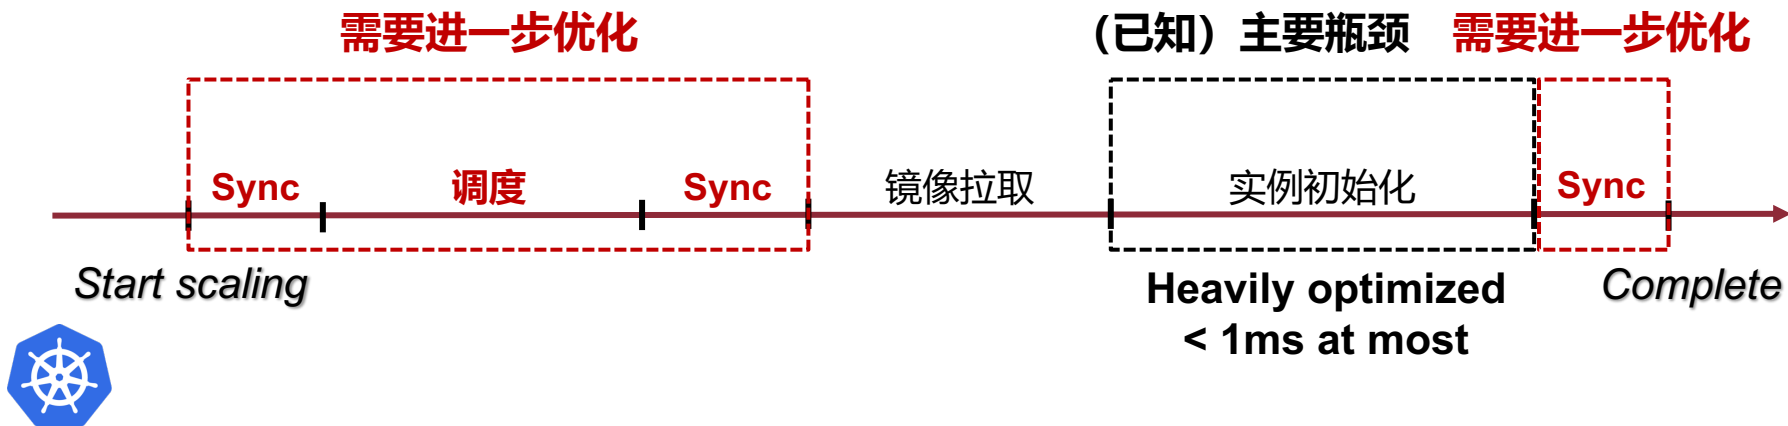 需要进一步优化
（已知）主要瓶颈 需要进一步优化
Sync 调度 Sync 镜像拉取 实例初始化 Sync
Start scaling
Heavily optimized
< 1ms at most
Complete